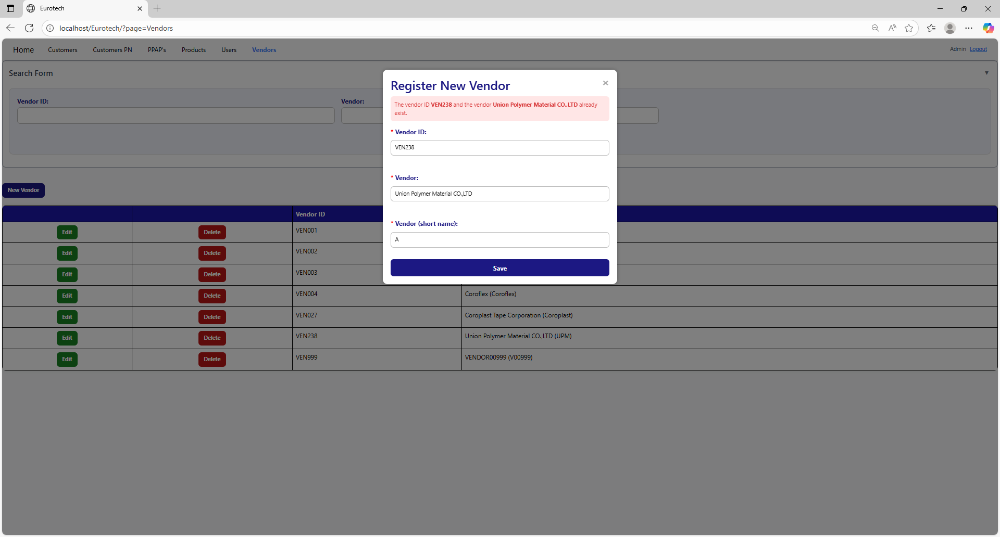 Eurotech
localhost/Eurotech/?page=Vendors
Home Customers Customers PN PPAP's Products Users Vendors Admin Logout
Search Form
Vendor ID: Vendor:
Register New Vendor ×
The vendor ID VEN238 and the vendor Union Polymer Material CO.,LTD already
exist.
* Vendor ID:
VEN238
* Vendor:
Union Polymer Material CO.,LTD
* Vendor (short name):
A
Save
New Vendor
Vendor ID
Edit Delete VEN001
Edit Delete VEN002
Edit Delete VEN003
Edit Delete VEN004 Coroflex (Coroflex)
Edit Delete VEN027 Coroplast Tape Corporation (Coroplast)
Edit Delete VEN238 Union Polymer Material CO.,LTD (UPM)
Edit Delete VEN999 VENDOR00999 (V00999)